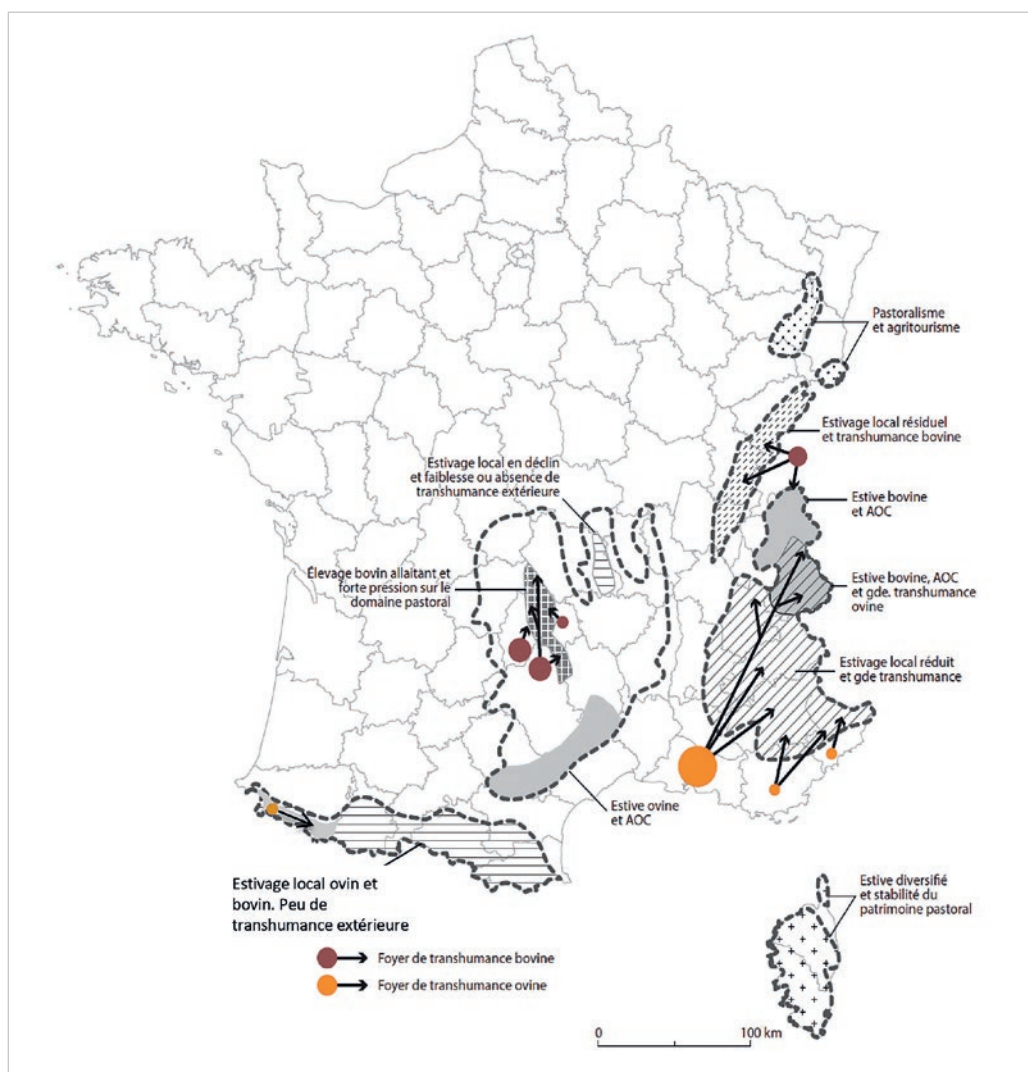 Pastoralisme
et agritourisme
Estivage local résiduel
et transhumance bovine
Estivage local en déclin
et faiblesse ou absence de
transhumance extérieure
Estive bovine
et AOC
Élevage bovin allaitant et
forte préssion sur le
domaine pastoral
Estive bovine, AOC
et gde. transhumance
ovine
Estivage local réduit
et gde transhumance
Estive ovine
et AOC
Estivage local ovin et
bovin. Peu de
transhumance extérieure
Estive diversifié
et stabilité du
patrimoine pastoral
Foyer de transhumance bovine
Foyer de transhumance ovine
0 100 km